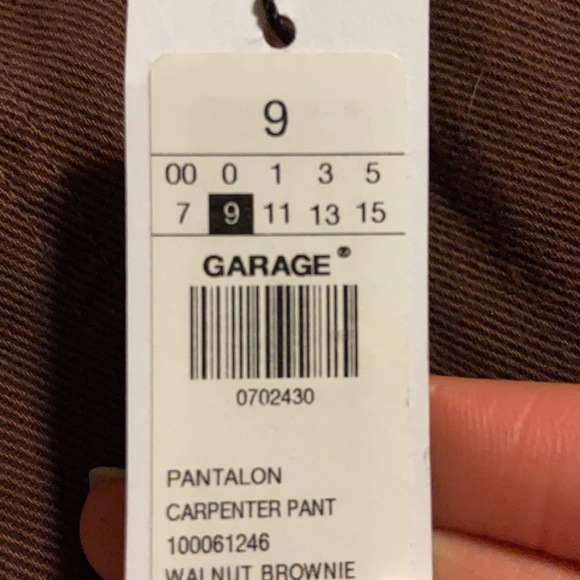 9
00 0 1 3 5
7 9 11 13 15
GARAGE®
0702430
PANTALON
CARPENTER PANT
100061246
WALNUT BROWNIE